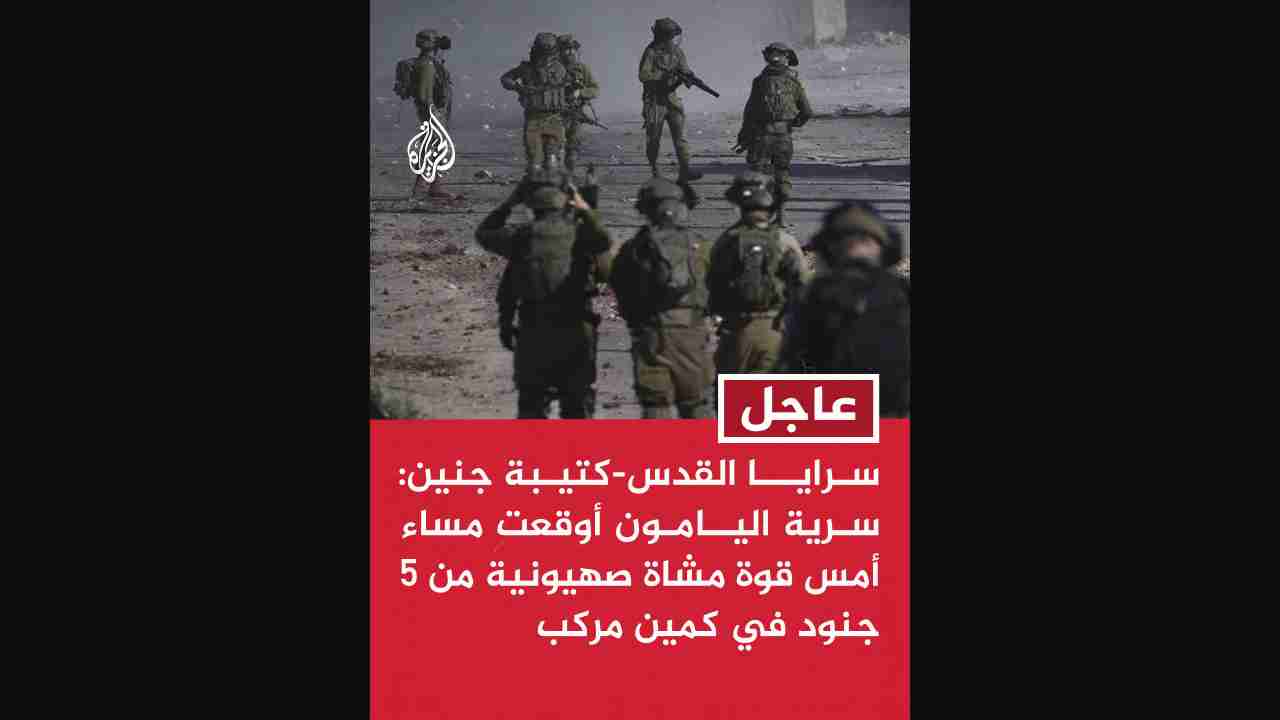 الجزيرة
عاجل
سرايا القدس-كتيبة جنين:
سرية اليامون أوقعت مساء
أمس قوة مشاة صهيونية من 5
جنود في كمين مركب